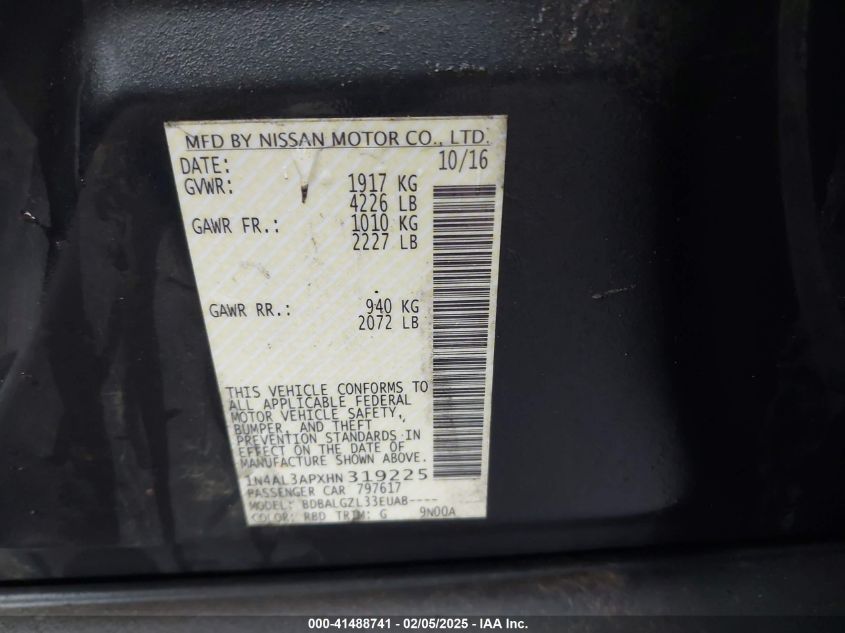 MFD BY NISSAN MOTOR CO., LTD.
DATE: 10/16
GVWR: 1917 KG
4226 LB
GAWR FR.: 1010 KG
2227 LB
GAWR RR.: 940 KG
2072 LB
THIS VEHICLE CONFORMS TO
ALL APPLICABLE FEDERAL
MOTOR VEHICLE SAFETY,
BUMPER, AND THEFT
PREVENTION STANDARDS IN
EFFECT ON THE DATE OF
MANUFACTURE SHOWN ABOVE.
1N4AL3APXHN 319225
PASSENGER CAR 797617
MODEL: BDBALGZL33EUAB----
COLOR: RBD TRIM: G 9N00A
000-41488741 - 02/05/2025 - IAA Inc.